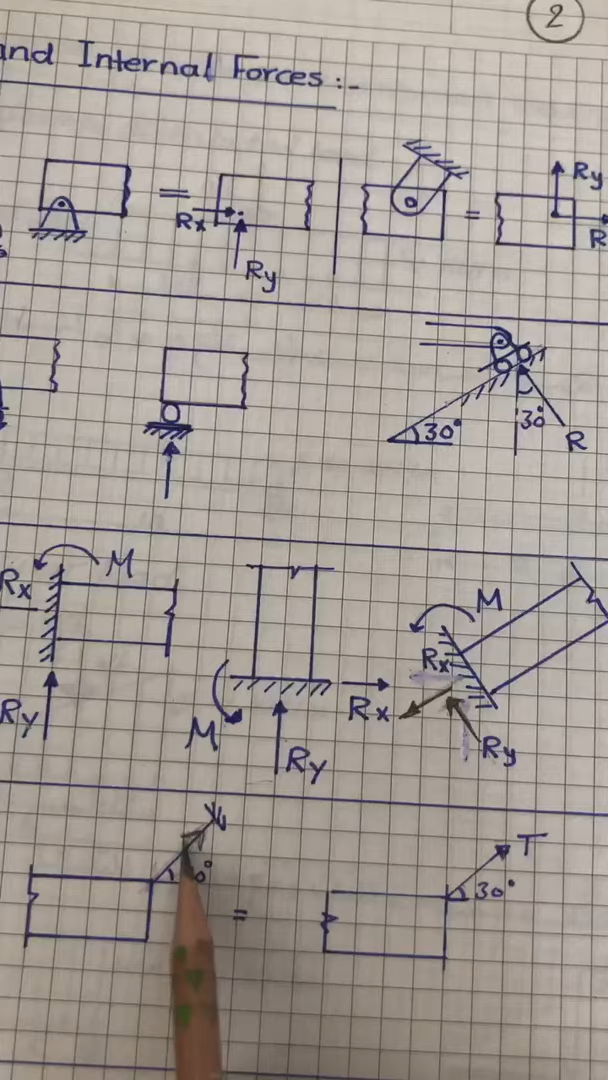 2
and Internal Forces:-
Rx
Ry
=
Ry
R
=
30°
30°
R
Rx
M
Ry
M
Rx
Ry
M
Rx
Ry
=
T
30°